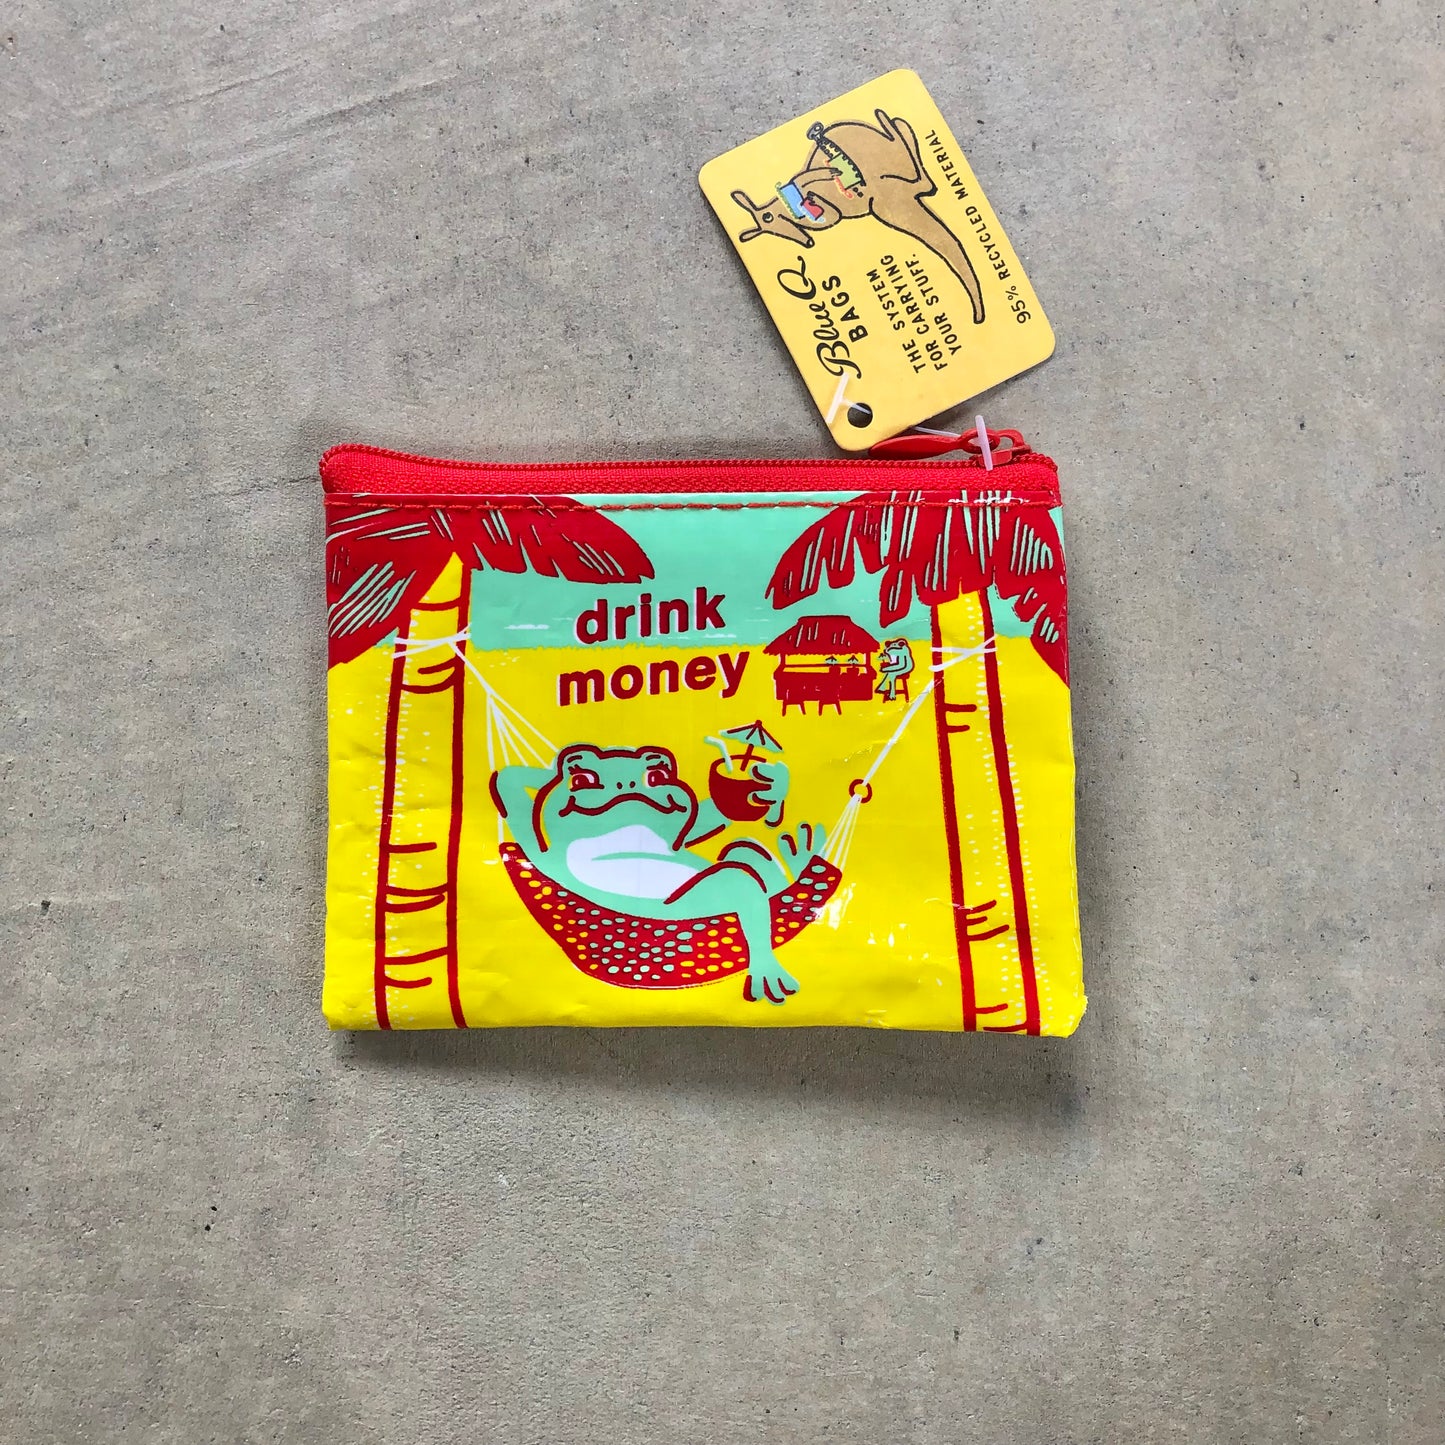 Blue Q
BAGS
THE SYSTEM
FOR CARRYING
YOUR STUFF.
95% RECYCLED MATERIAL
drink
money